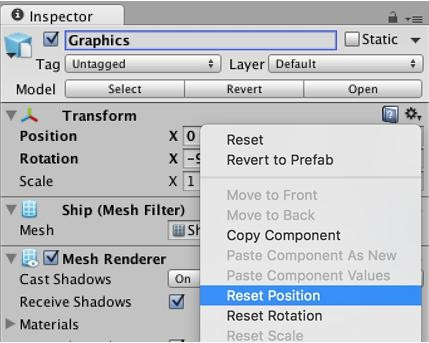 Inspector
Graphics Static
Tag Untagged Layer Default
Model Select Revert Open
Transform
Position X 0
Rotation X
Scale X 1
Reset
Revert to Prefab
Move to Front
Move to Back
Copy Component
Paste Component As New
Paste Component Values
Reset Position
Reset Rotation
Reset Scale
Ship (Mesh Filter)
Mesh
Mesh Renderer
Cast Shadows On
Receive Shadows
Materials